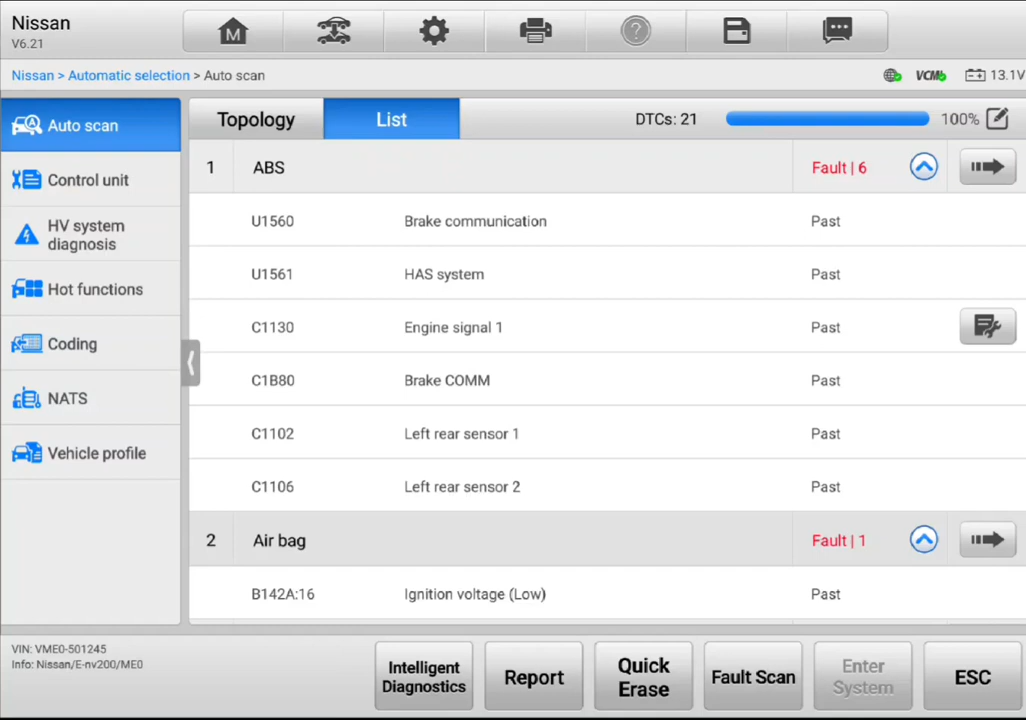 Nissan
V6.21
M
?
Nissan > Automatic selection > Auto scan
VCM
13.1V
Auto scan
Control unit
HV system
diagnosis
Hot functions
Coding
NATS
Vehicle profile
Topology
List
DTCs: 21
100%
1 ABS Fault | 6
U1560 Brake communication Past
U1561 HAS system Past
C1130 Engine signal 1 Past
C1B80 Brake COMM Past
C1102 Left rear sensor 1 Past
C1106 Left rear sensor 2 Past
2 Air bag Fault | 1
B142A:16 Ignition voltage (Low) Past
VIN: VME0-501245
Info: Nissan/E-nv200/ME0
Intelligent
Diagnostics
Report
Quick
Erase
Fault Scan
Enter
System
ESC